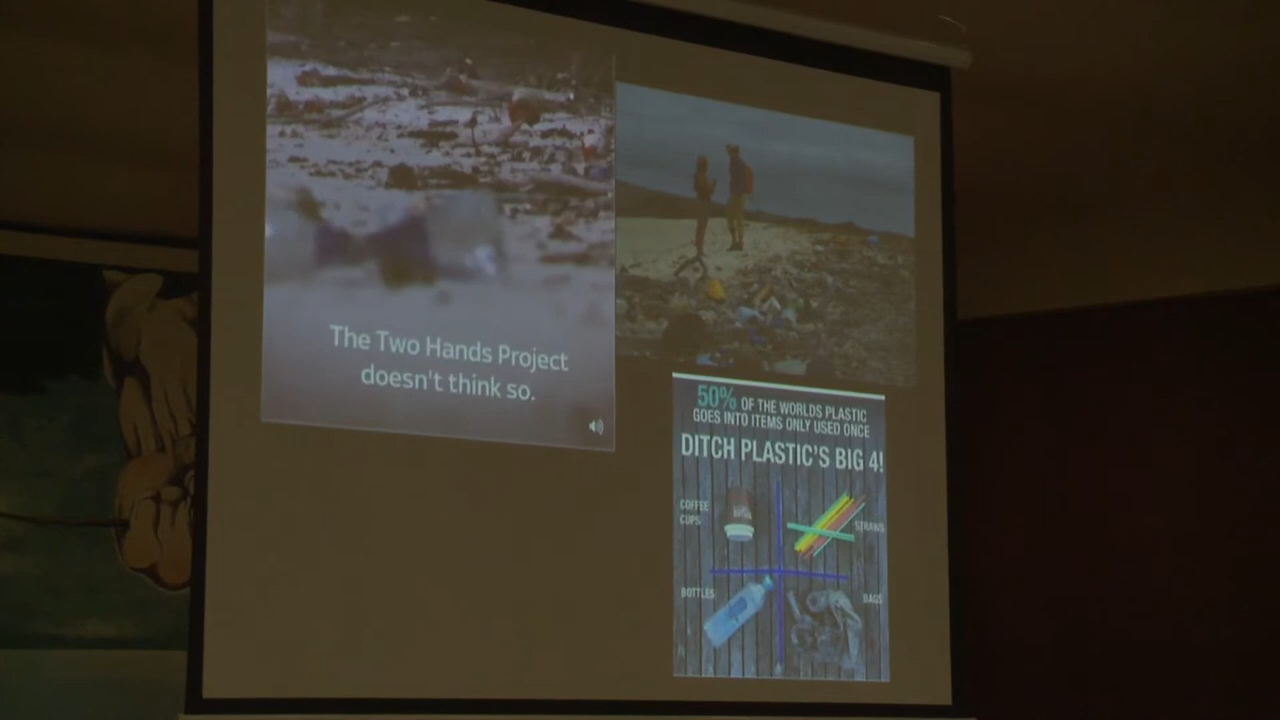 The Two Hands Project
doesn't think so.
50% OF THE WORLDS PLASTIC
GOES INTO ITEMS ONLY USED ONCE
DITCH PLASTIC'S BIG 4!
COFFEE
CUPS
STRAWS
BOTTLES
BAGS